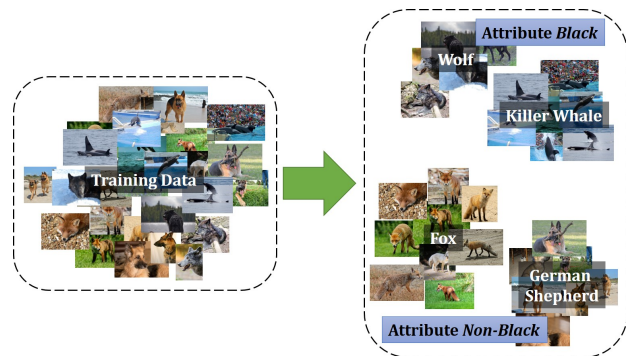 Training Data
Attribute Black
Wolf
Killer Whale
Fox
German
Shepherd
Attribute Non-Black